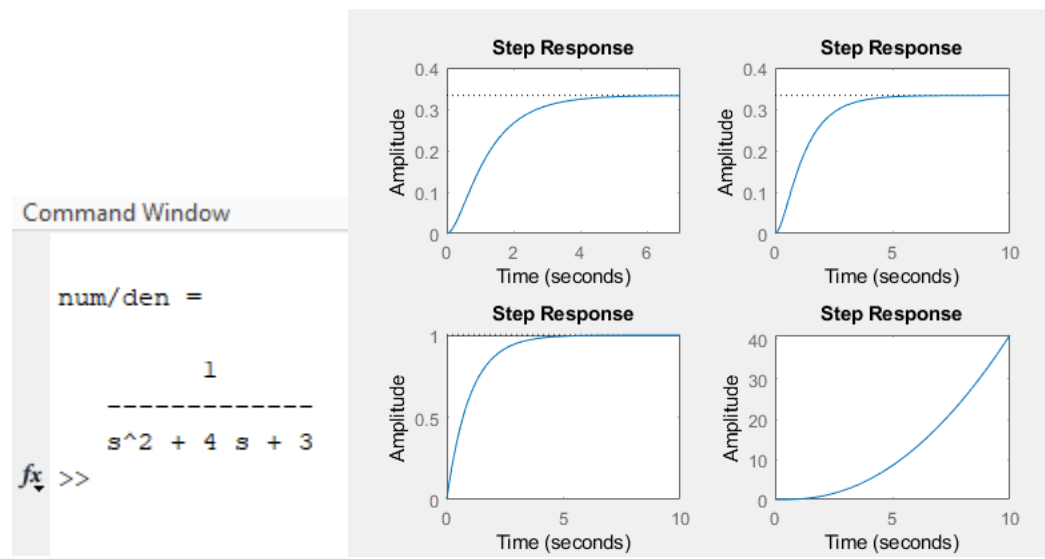 Command Window
num/den =
1
-------------
s^2 + 4 s + 3
fx >>
Step Response
Amplitude
0.4
0.3
0.2
0.1
0
0 2 4 6
Time (seconds)
Step Response
Amplitude
0.4
0.3
0.2
0.1
0
0 5 10
Time (seconds)
Step Response
Amplitude
1
0.5
0
0 5 10
Time (seconds)
Step Response
Amplitude
40
30
20
10
0
0 5 10
Time (seconds)